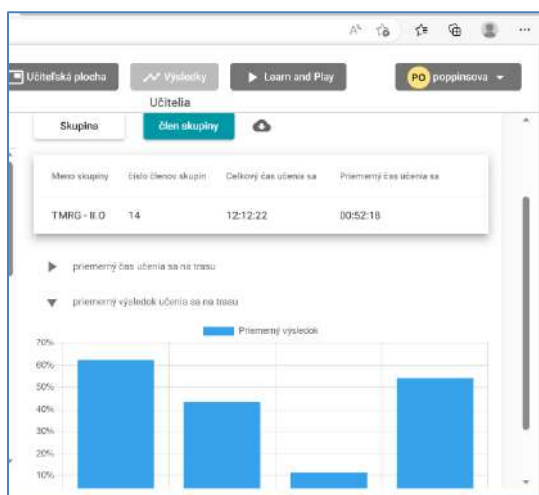 Učiteľská plocha
Výsledky
Learn and Play
PO poppinsova
Učitelia
Skupina
člen skupiny
Meno skupiny číslo členov skupin Celkový čas učenia sa Priemerný čas učenia sa
TMRG - II.O 14 12:12:22 00:52:18
priemerný čas učenia sa na trasu
priemerný výsledok učenia sa na trasu
Priemerný výsledok
70%
60%
50%
40%
30%
20%
10%